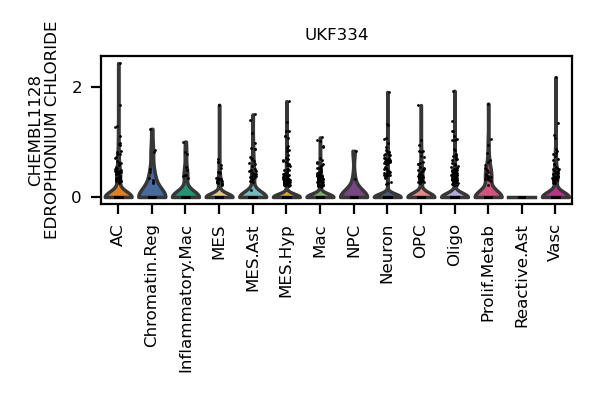 UKF334
CHEMBL1128
EDROPHONIUM CHLORIDE
2
0
AC
Chromatin.Reg
Inflammatory.Mac
MES
MES.Ast
MES.Hyp
Mac
NPC
Neuron
OPC
Oligo
Prolif.Metab
Reactive.Ast
Vasc